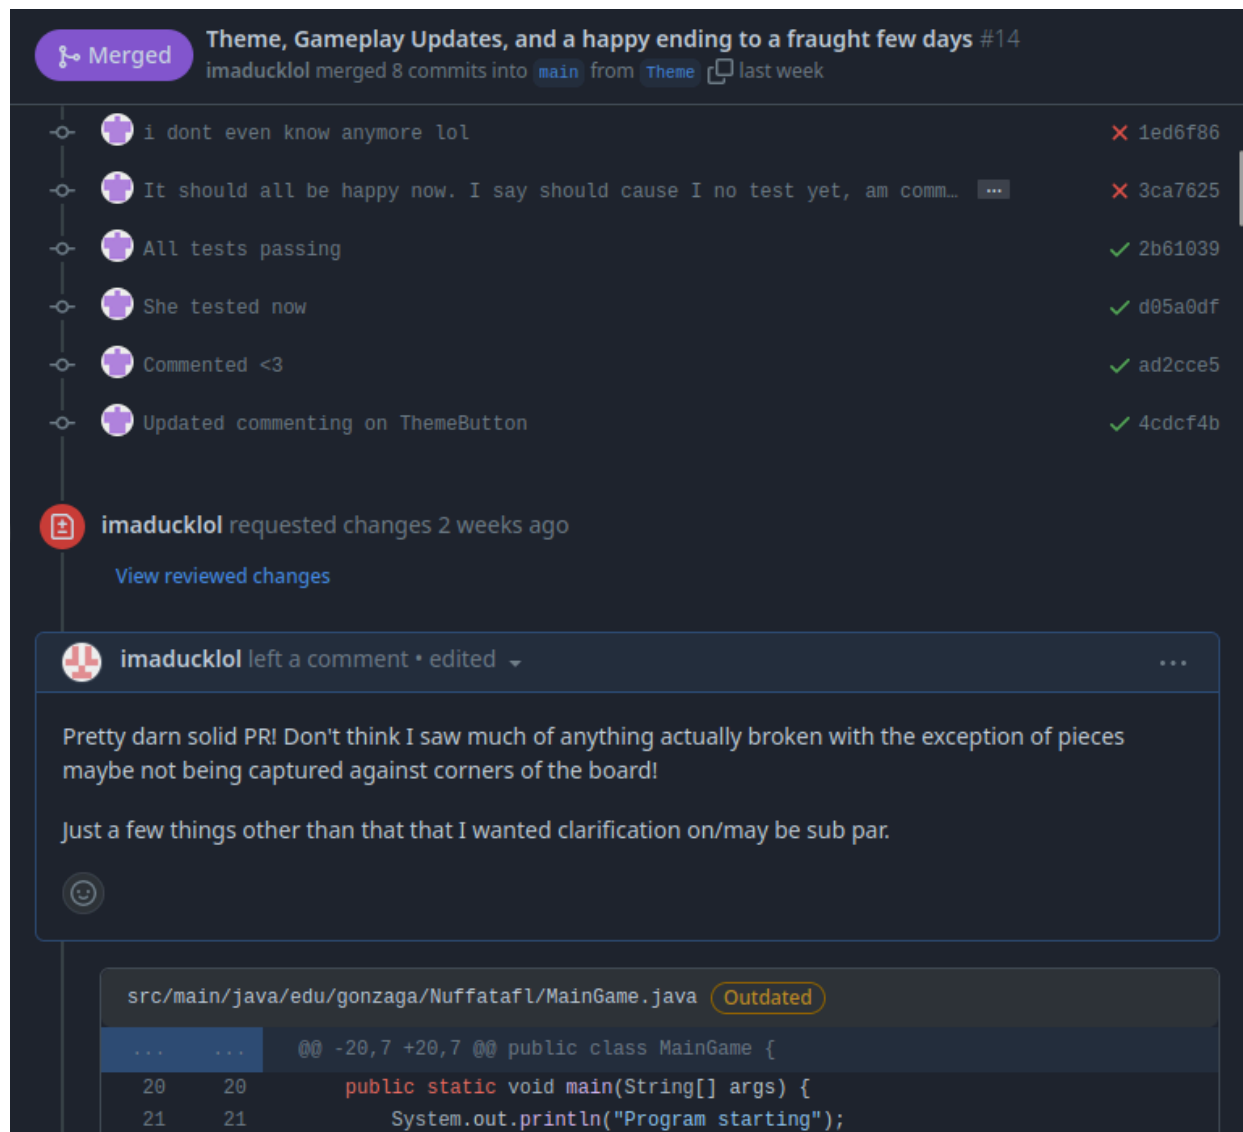 Merged
Theme, Gameplay Updates, and a happy ending to a fraught few days #14
imaducklol merged 8 commits into main from Theme last week
i dont even know anymore lol 1ed6f86
It should all be happy now. I say should cause I no test yet, am comm… ... 3ca7625
All tests passing 2b61039
She tested now d05a0df
Commented <3 ad2cce5
Updated commenting on ThemeButton 4cdcf4b
imaducklol requested changes 2 weeks ago
View reviewed changes
imaducklol left a comment • edited ...
Pretty darn solid PR! Don't think I saw much of anything actually broken with the exception of pieces
maybe not being captured against corners of the board!
Just a few things other than that that I wanted clarification on/may be sub par.
src/main/java/edu/gonzaga/Nuffatafl/MainGame.java Outdated
... ... @@ -20,7 +20,7 @@ public class MainGame {
20 20 public static void main(String[] args) {
21 21 System.out.println("Program starting");